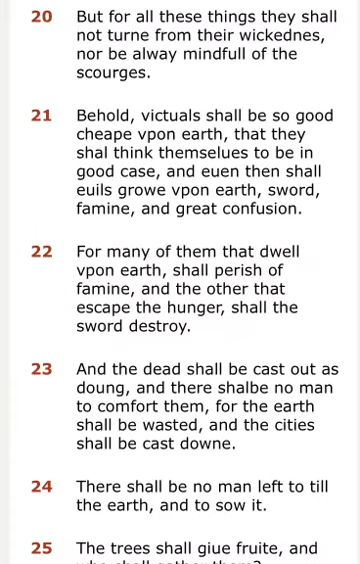 20 But for all these things they shall
not turne from their wickednes,
nor be alway mindfull of the
scourges.
21 Behold, victuals shall be so good
cheape vpon earth, that they
shal think themselues to be in
good case, and euen then shall
euils growe vpon earth, sword,
famine, and great confusion.
22 For many of them that dwell
vpon earth, shall perish of
famine, and the other that
escape the hunger, shall the
sword destroy.
23 And the dead shall be cast out as
doung, and there shalbe no man
to comfort them, for the earth
shall be wasted, and the cities
shall be cast downe.
24 There shall be no man left to till
the earth, and to sow it.
25 The trees shall giue fruite, and
who shall gather them?